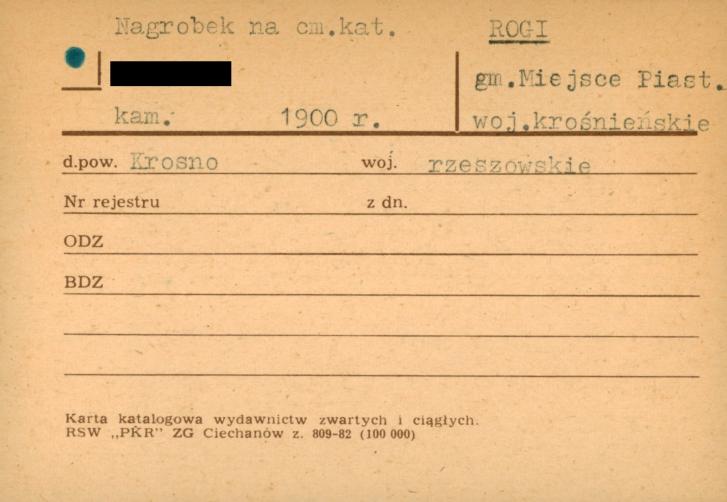 Nagrobek na cm.kat.
ROGI
gm.Miejsce Piast.
kam. 1900 r.
woj.krośnieńskie
d.pow. Krosno woj. rzeszowskie
Nr rejestru z dn.
ODZ
BDZ
Karta katalogowa wydawnictw zwartych i ciągłych.
RSW „PKR" ZG Ciechanów z. 809-82 (100 000)